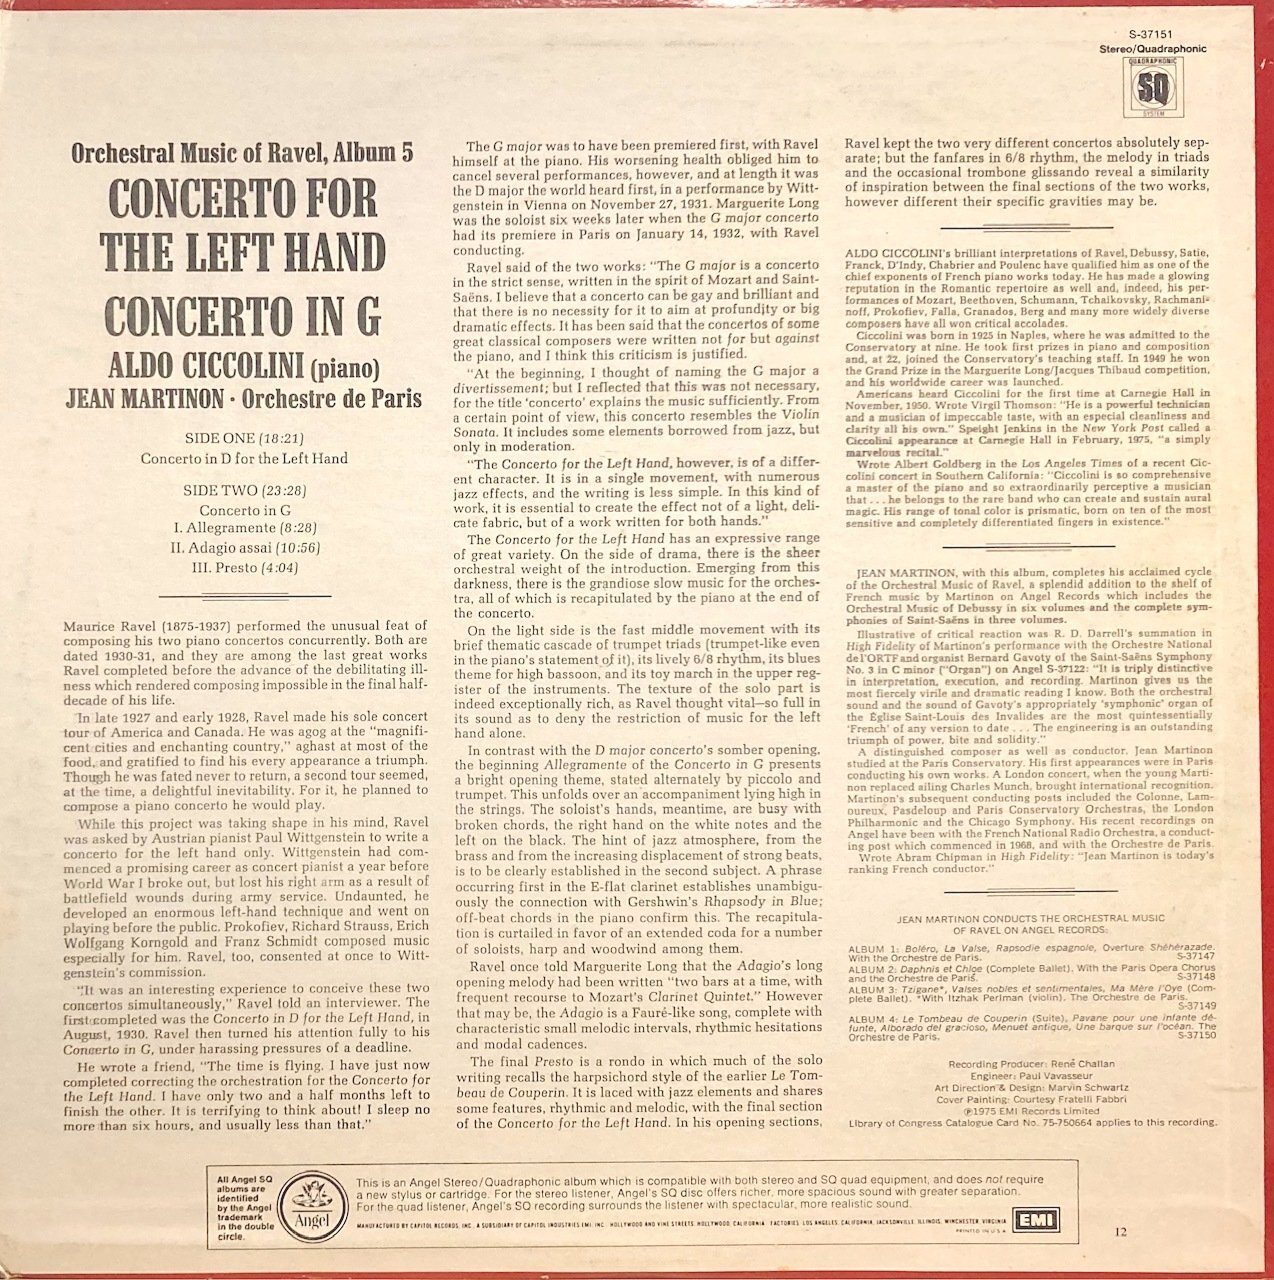 S-37151
Stereo/Quadraphonic
QUADRAPHONIC
SQ
SYSTEM
Orchestral Music of Ravel, Album 5
CONCERTO FOR
THE LEFT HAND
CONCERTO IN G
ALDO CICCOLINI (piano)
JEAN MARTINON · Orchestre de Paris
SIDE ONE (18:21)
Concerto in D for the Left Hand
SIDE TWO (23:28)
Concerto in G
I. Allegramente (8:28)
II. Adagio assai (10:56)
III. Presto (4:04)
Maurice Ravel (1875-1937) performed the unusual feat of
composing his two piano concertos concurrently. Both are
dated 1930-31, and they are among the last great works
Ravel completed before the advance of the debilitating ill-
ness which rendered composing impossible in the final half-
decade of his life.
In late 1927 and early 1928, Ravel made his sole concert
tour of America and Canada. He was agog at the "magnifi-
cent cities and enchanting country," aghast at most of the
food, and gratified to find his every appearance a triumph.
Though he was fated never to return, a second tour seemed,
at the time, a delightful inevitability. For it, he planned to
compose a piano concerto he would play.
While this project was taking shape in his mind, Ravel
was asked by Austrian pianist Paul Wittgenstein to write a
concerto for the left hand only. Wittgenstein had com-
menced a promising career as concert pianist a year before
World War I broke out, but lost his right arm as a result of
battlefield wounds during army service. Undaunted, he
developed an enormous left-hand technique and went on
playing before the public. Prokofiev, Richard Strauss, Erich
Wolfgang Korngold and Franz Schmidt composed music
especially for him. Ravel, too, consented at once to Witt-
genstein's commission.
"It was an interesting experience to conceive these two
concertos simultaneously," Ravel told an interviewer. The
first completed was the Concerto in D for the Left Hand, in
August, 1930. Ravel then turned his attention fully to his
Concerto in G, under harassing pressures of a deadline.
He wrote a friend, "The time is flying. I have just now
completed correcting the orchestration for the Concerto for
the Left Hand. I have only two and a half months left to
finish the other. It is terrifying to think about! I sleep no
more than six hours, and usually less than that."
The G major was to have been premiered first, with Ravel
himself at the piano. His worsening health obliged him to
cancel several performances, however, and at length it was
the D major the world heard first, in a performance by Witt-
genstein in Vienna on November 27, 1931. Marguerite Long
was the soloist six weeks later when the G major concerto
had its premiere in Paris on January 14, 1932, with Ravel
conducting.
Ravel said of the two works: "The G major is a concerto
in the strict sense, written in the spirit of Mozart and Saint-
Saëns. I believe that a concerto can be gay and brilliant and
that there is no necessity for it to aim at profundity or big
dramatic effects. It has been said that the concertos of some
great classical composers were written not for but against
the piano, and I think this criticism is justified.
"At the beginning, I thought of naming the G major a
divertissement; but I reflected that this was not necessary,
for the title 'concerto' explains the music sufficiently. From
a certain point of view, this concerto resembles the Violin
Sonata. It includes some elements borrowed from jazz, but
only in moderation.
"The Concerto for the Left Hand, however, is of a differ-
ent character. It is in a single movement, with numerous
jazz effects, and the writing is less simple. In this kind of
work, it is essential to create the effect not of a light, deli-
cate fabric, but of a work written for both hands."
The Concerto for the Left Hand has an expressive range
of great variety. On the side of drama, there is the sheer
orchestral weight of the introduction. Emerging from this
darkness, there is the grandiose slow music for the orches-
tra, all of which is recapitulated by the piano at the end of
the concerto.
On the light side is the fast middle movement with its
brief thematic cascade of trumpet triads (trumpet-like even
in the piano's statement of it), its lively 6/8 rhythm, its blues
theme for high bassoon, and its toy march in the upper reg-
ister of the instruments. The texture of the solo part is
indeed exceptionally rich, as Ravel thought vital—so full in
its sound as to deny the restriction of music for the left
hand alone.
In contrast with the D major concerto's somber opening,
the beginning Allegramente of the Concerto in G presents
a bright opening theme, stated alternately by piccolo and
trumpet. This unfolds over an accompaniment lying high in
the strings. The soloist's hands, meantime, are busy with
broken chords, the right hand on the white notes and the
left on the black. The hint of jazz atmosphere, from the
brass and from the increasing displacement of strong beats,
is to be clearly established in the second subject. A phrase
occurring first in the E-flat clarinet establishes unambigu-
ously the connection with Gershwin's Rhapsody in Blue;
off-beat chords in the piano confirm this. The recapitula-
tion is curtailed in favor of an extended coda for a number
of soloists, harp and woodwind among them.
Ravel once told Marguerite Long that the Adagio's long
opening melody had been written "two bars at a time, with
frequent recourse to Mozart's Clarinet Quintet." However
that may be, the Adagio is a Fauré-like song, complete with
characteristic small melodic intervals, rhythmic hesitations
and modal cadences.
The final Presto is a rondo in which much of the solo
writing recalls the harpsichord style of the earlier Le Tom-
beau de Couperin. It is laced with jazz elements and shares
some features, rhythmic and melodic, with the final section
of the Concerto for the Left Hand. In his opening sections,
Ravel kept the two very different concertos absolutely sep-
arate; but the fanfares in 6/8 rhythm, the melody in triads
and the occasional trombone glissando reveal a similarity
of inspiration between the final sections of the two works,
however different their specific gravities may be.
ALDO CICCOLINI's brilliant interpretations of Ravel, Debussy, Satie,
Franck, D'Indy, Chabrier and Poulenc have qualified him as one of the
chief exponents of French piano works today. He has made a glowing
reputation in the Romantic repertoire as well and, indeed, his per-
formances of Mozart, Beethoven, Schumann, Tchaikovsky, Rachmani-
noff, Prokofiev, Falla, Granados, Berg and many more widely diverse
composers have all won critical accolades.
Ciccolini was born in 1925 in Naples, where he was admitted to the
Conservatory at nine. He took first prizes in piano and composition
and, at 22, joined the Conservatory's teaching staff. In 1949 he won
the Grand Prize in the Marguerite Long/Jacques Thibaud competition,
and his worldwide career was launched.
Americans heard Ciccolini for the first time at Carnegie Hall in
November, 1950. Wrote Virgil Thomson: "He is a powerful technician
and a musician of impeccable taste, with an especial cleanliness and
clarity all his own." Speight Jenkins in the New York Post called a
Ciccolini appearance at Carnegie Hall in February, 1975, "a simply
marvelous recital."
Wrote Albert Goldberg in the Los Angeles Times of a recent Cic-
colini concert in Southern California: "Ciccolini is so comprehensive
a master of the piano and so extraordinarily perceptive a musician
that . . . he belongs to the rare band who can create and sustain aural
magic. His range of tonal color is prismatic, born on ten of the most
sensitive and completely differentiated fingers in existence."
JEAN MARTINON, with this album, completes his acclaimed cycle
of the Orchestral Music of Ravel, a splendid addition to the shelf of
French music by Martinon on Angel Records which includes the
Orchestral Music of Debussy in six volumes and the complete sym-
phonies of Saint-Saëns in three volumes.
Illustrative of critical reaction was R. D. Darrell's summation in
High Fidelity of Martinon's performance with the Orchestre National
de l'ORTF and organist Bernard Gavoty of the Saint-Saëns Symphony
No. 3 in C minor ("Organ") on Angel S-37122: "It is triply distinctive
in interpretation, execution, and recording. Martinon gives us the
most fiercely virile and dramatic reading I know. Both the orchestral
sound and the sound of Gavoty's appropriately 'symphonic' organ of
the Église Saint-Louis des Invalides are the most quintessentially
'French' of any version to date . . . The engineering is an outstanding
triumph of power, bite and solidity."
A distinguished composer as well as conductor, Jean Martinon
studied at the Paris Conservatory. His first appearances were in Paris
conducting his own works. A London concert, when the young Marti-
non replaced ailing Charles Munch, brought international recognition.
Martinon's subsequent conducting posts included the Colonne, Lam-
oureux, Pasdeloup and Paris Conservatory Orchestras, the London
Philharmonic and the Chicago Symphony. His recent recordings on
Angel have been with the French National Radio Orchestra, a conduct-
ing post which commenced in 1968, and with the Orchestre de Paris.
Wrote Abram Chipman in High Fidelity: "Jean Martinon is today's
ranking French conductor."
JEAN MARTINON CONDUCTS THE ORCHESTRAL MUSIC
OF RAVEL ON ANGEL RECORDS:
ALBUM 1: Boléro, La Valse, Rapsodie espagnole, Overture Shéhérazade.
With the Orchestre de Paris. S-37147
ALBUM 2: Daphnis et Chloe (Complete Ballet). With the Paris Opera Chorus
and the Orchestre de Paris. S-37148
ALBUM 3: Tzigane*, Valses nobles et sentimentales, Ma Mère l'Oye (Com-
plete Ballet). *With Itzhak Perlman (violin). The Orchestre de Paris.
S-37149
ALBUM 4: Le Tombeau de Couperin (Suite), Pavane pour une infante dé-
funte, Alborado del gracioso, Menuet antique, Une barque sur l'océan. The
Orchestre de Paris. S-37150
Recording Producer: René Challan
Engineer: Paul Vavasseur
Art Direction & Design: Marvin Schwartz
Cover Painting: Courtesy Fratelli Fabbri
℗1975 EMI Records Limited
Library of Congress Catalogue Card No. 75-750664 applies to this recording.
All Angel SQ
albums are
identified
by the Angel
trademark
in the double
circle.
Angel
This is an Angel Stereo/Quadraphonic album which is compatible with both stereo and SQ quad equipment, and does not require
a new stylus or cartridge. For the stereo listener, Angel's SQ disc offers richer, more spacious sound with greater separation.
For the quad listener, Angel's SQ recording surrounds the listener with spectacular, more realistic sound.
MANUFACTURED BY CAPITOL RECORDS, INC., A SUBSIDIARY OF CAPITOL INDUSTRIES-EMI, INC. HOLLYWOOD AND VINE STREETS, HOLLYWOOD, CALIFORNIA. FACTORIES: LOS ANGELES, CALIFORNIA, JACKSONVILLE, ILLINOIS, WINCHESTER, VIRGINIA
PRINTED IN U.S.A.
EMI
12